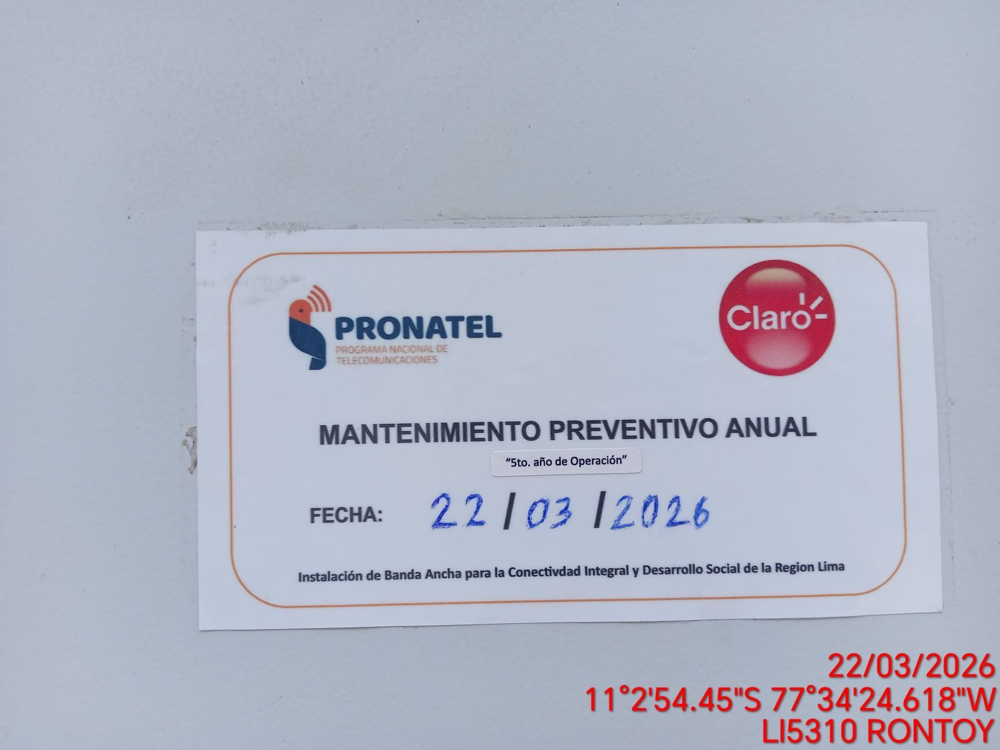 PRONATEL
PROGRAMA NACIONAL DE
TELECOMUNICACIONES
Claro
MANTENIMIENTO PREVENTIVO ANUAL
"5to. año de Operación"
FECHA: 22/03/2026
Instalación de Banda Ancha para la Conectivdad Integral y Desarrollo Social de la Region Lima
22/03/2026
11°2'54.45"S 77°34'24.618"W
LI5310 RONTOY